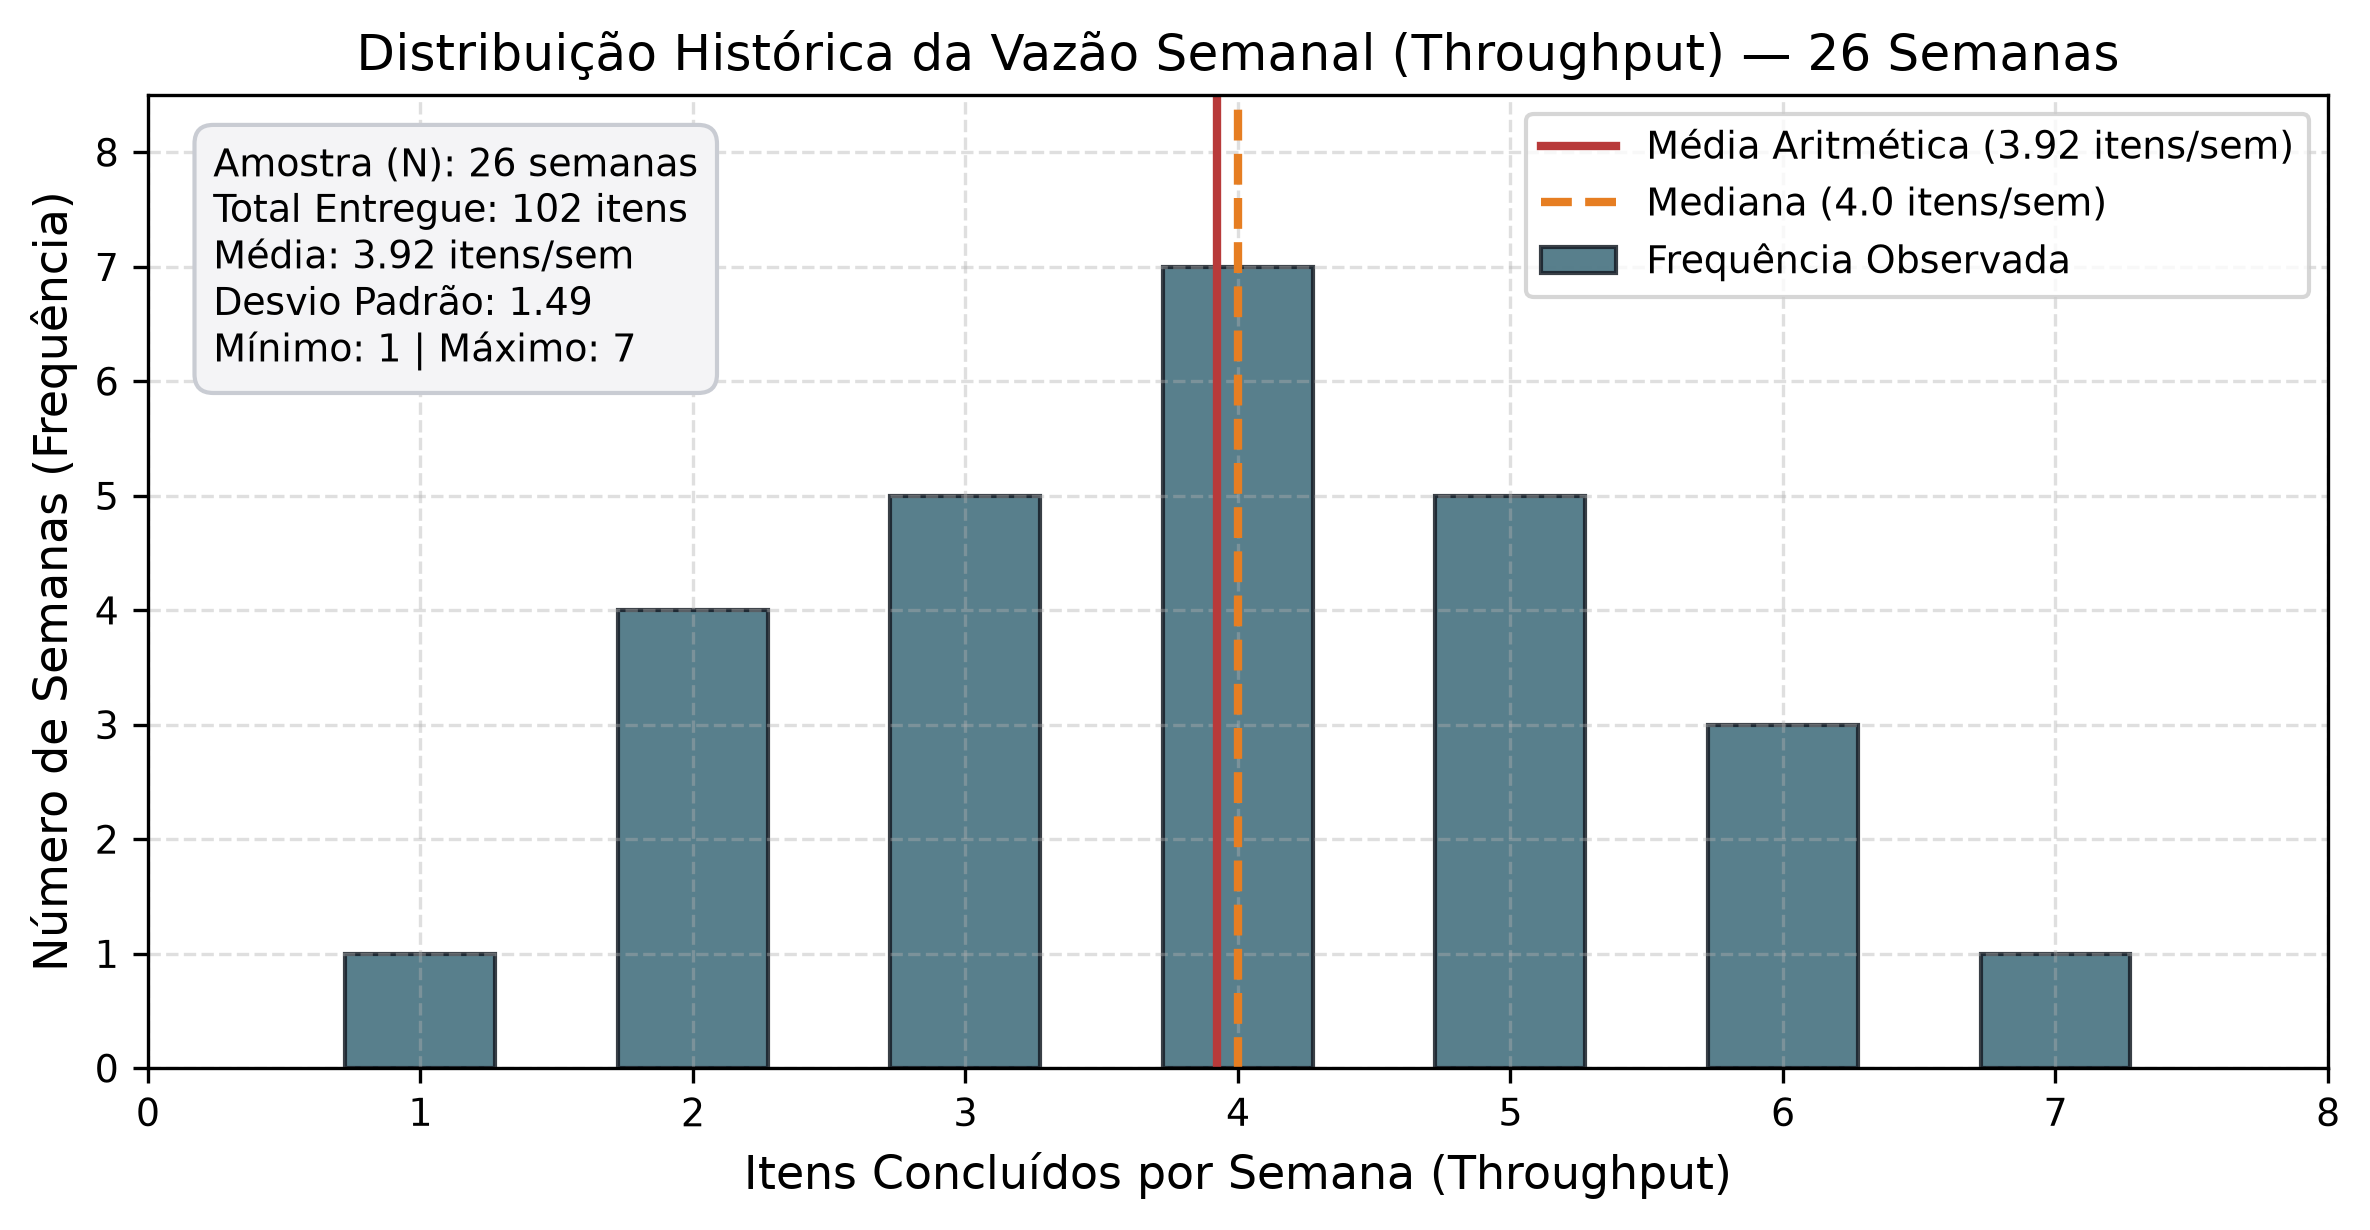 Distribuição Histórica da Vazão Semanal (Throughput) — 26 Semanas
Amostra (N): 26 semanas
Total Entregue: 102 itens
Média: 3.92 itens/sem
Desvio Padrão: 1.49
Mínimo: 1 | Máximo: 7
Média Aritmética (3.92 itens/sem)
Mediana (4.0 itens/sem)
Frequência Observada
Número de Semanas (Frequência)
8
7
6
5
4
3
2
1
0
0 1 2 3 4 5 6 7 8
Itens Concluídos por Semana (Throughput)